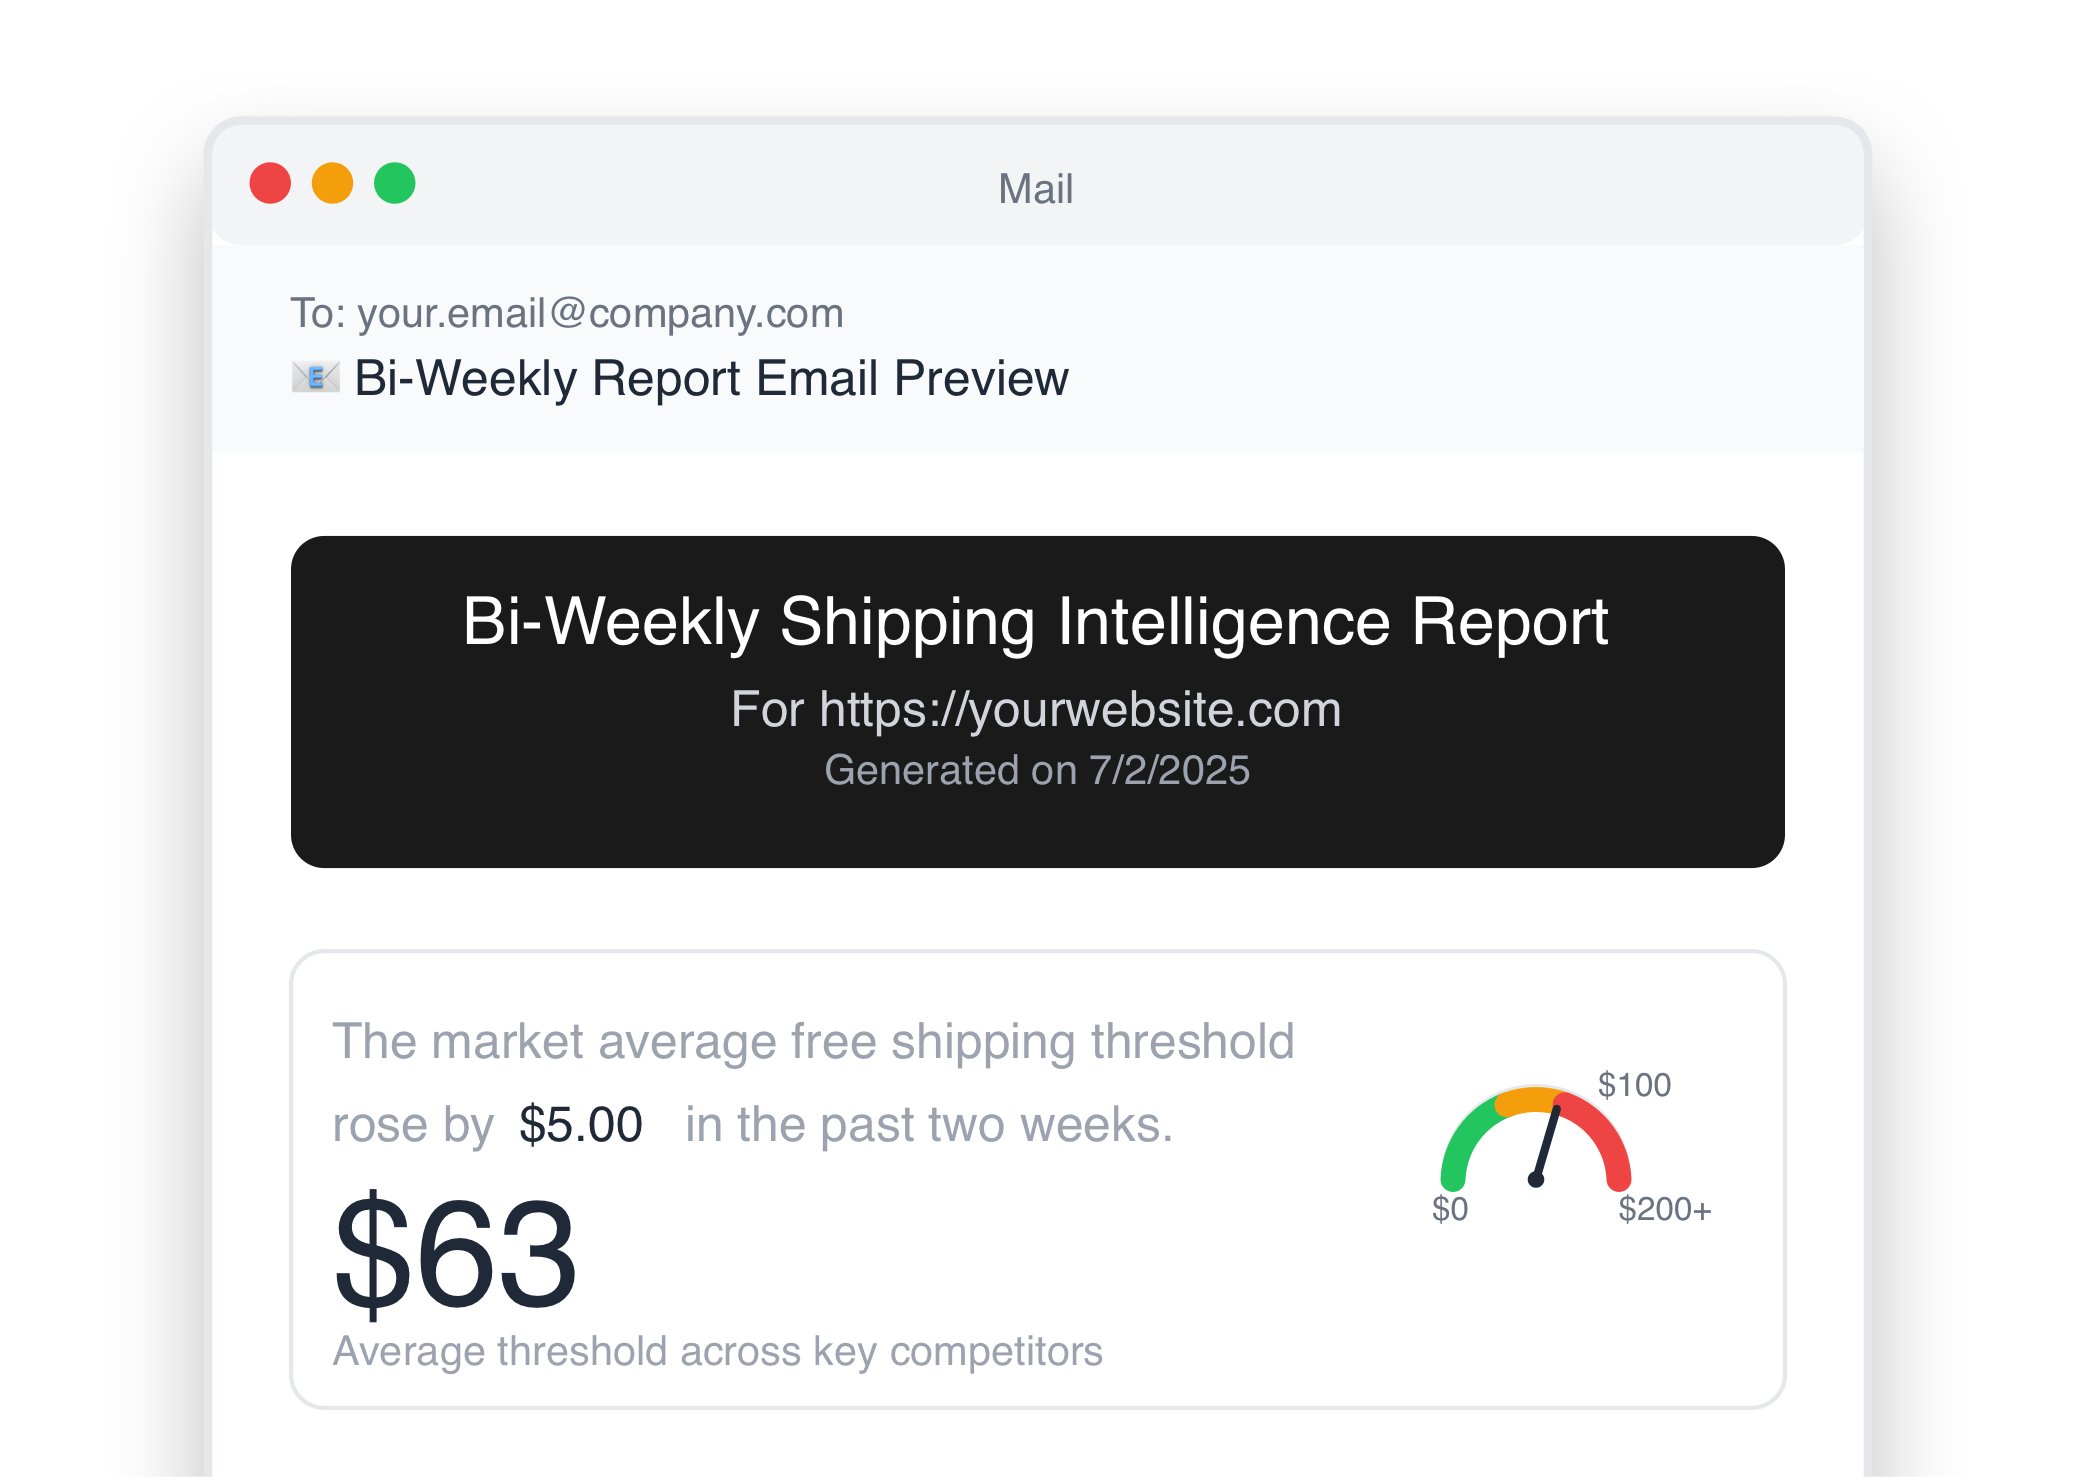 Mail
To: your.email@company.com
📧 Bi-Weekly Report Email Preview
Bi-Weekly Shipping Intelligence Report
For https://yourwebsite.com
Generated on 7/2/2025
The market average free shipping threshold
rose by $5.00 in the past two weeks.
$63
Average threshold across key competitors
$100
$0
$200+